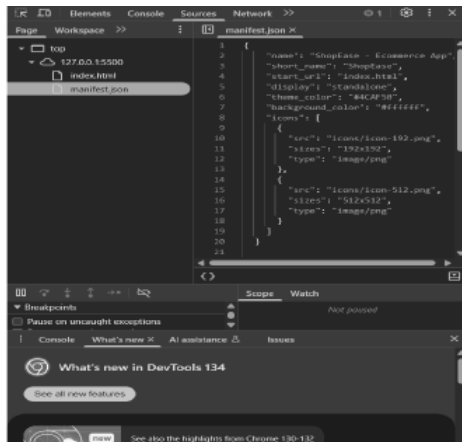 Elements Console Sources Network >> 1
Page Workspace >> manifest.json ×
top
127.0.0.1:5500
index.html
manifest.json
1 {
2 "name": "ShopEase - Ecommerce App",
3 "short_name": "ShopEase",
4 "start_url": "index.html",
5 "display": "standalone",
6 "theme_color": "#4CAF50",
7 "background_color": "#ffffff",
8 "icons": [
9 {
10 "src": "icons/icon-192.png",
11 "sizes": "192x192",
12 "type": "image/png"
13 },
14 {
15 "src": "icons/icon-512.png",
16 "sizes": "512x512",
17 "type": "image/png"
18 }
19 ]
20 }
21
Scope Watch
Breakpoints
Not paused
Pause on uncaught exceptions
Console What's new × AI assistance Issues ×
What's new in DevTools 134
See all new features
new See also the highlights from Chrome 130-132